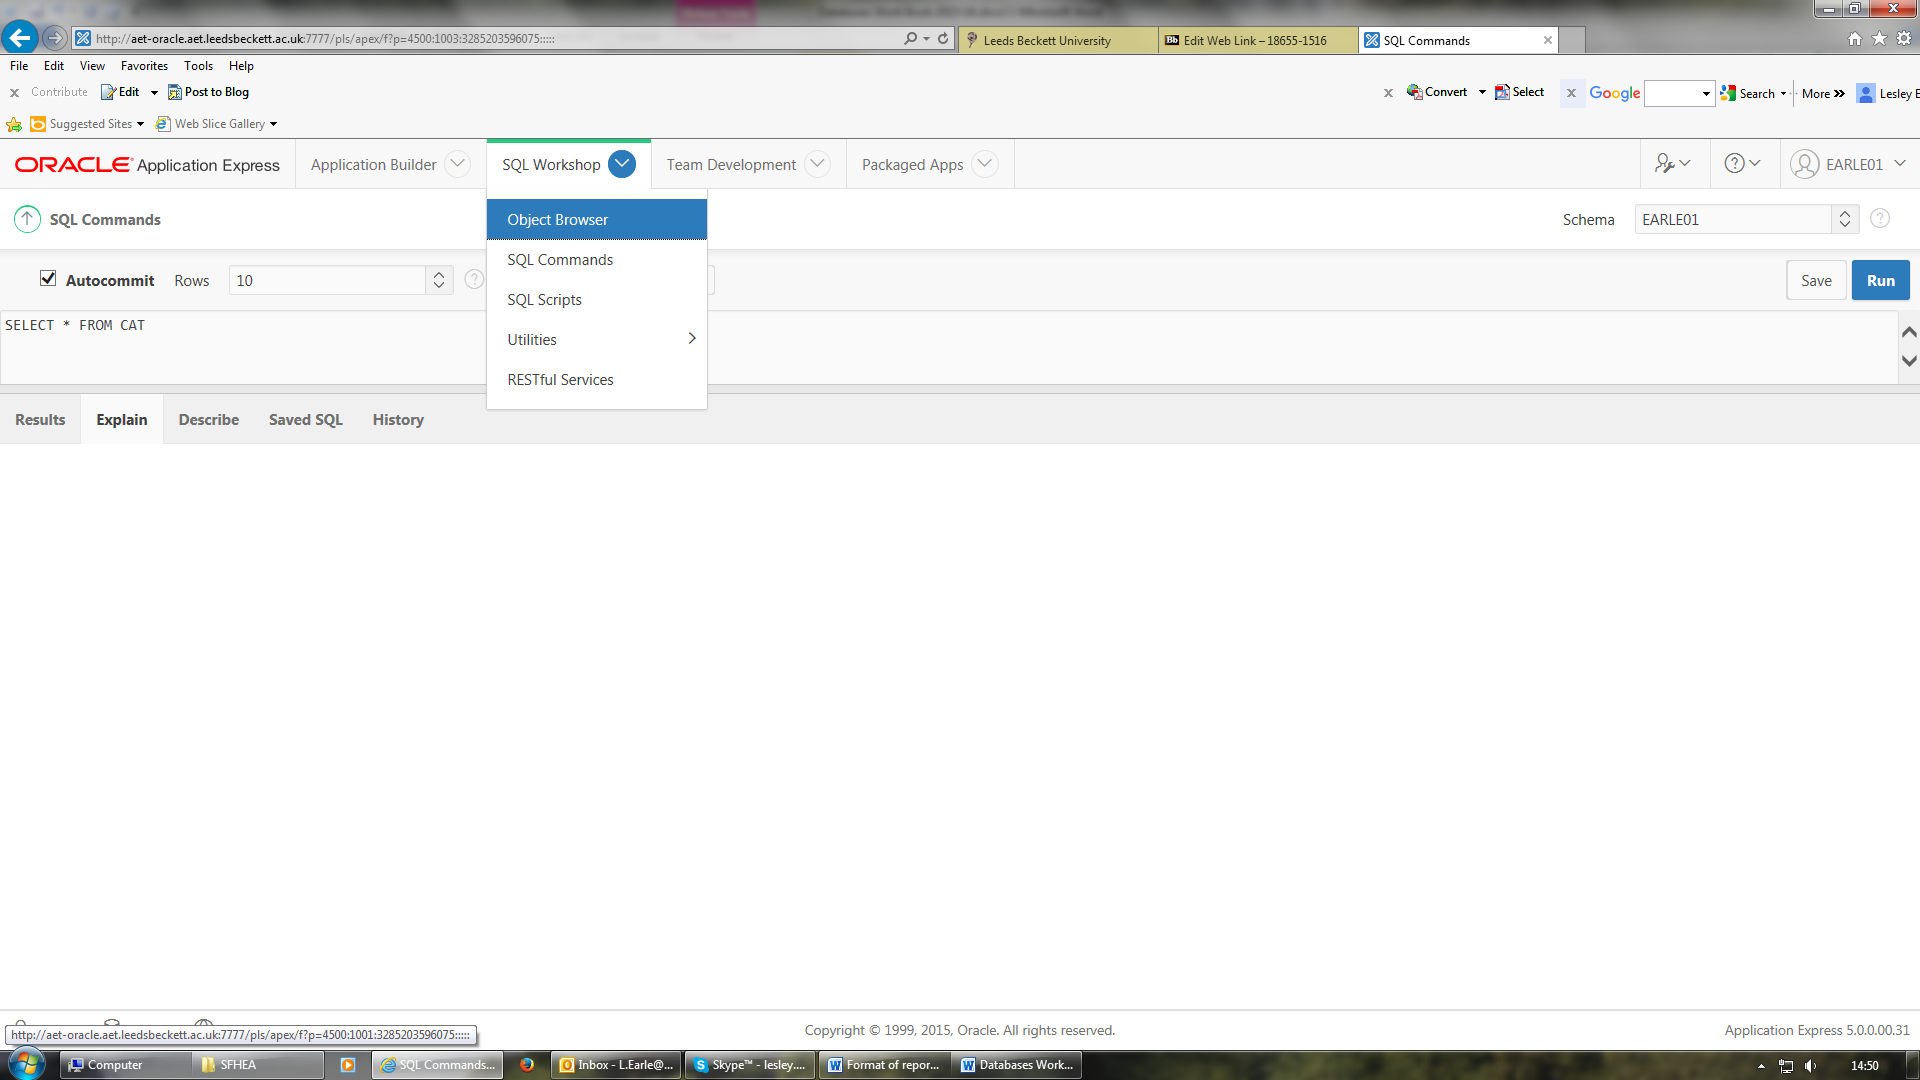 http://aet-oracle.aet.leedsbeckett.ac.uk:7777/pls/apex/f?p=4500:1003:3285203596075:::::
Leeds Beckett University
Edit Web Link – 18655-1516
SQL Commands
File Edit View Favorites Tools Help
x Contribute Edit Post to Blog
x Convert Select
x Google Search More » Lesley E
Suggested Sites Web Slice Gallery
ORACLE Application Express
Application Builder
SQL Workshop
Team Development
Packaged Apps
EARLE01
SQL Commands
Schema EARLE01
Autocommit Rows 10
Save Run
Object Browser
SQL Commands
SQL Scripts
Utilities
RESTful Services
SELECT * FROM CAT
Results Explain Describe Saved SQL History
http://aet-oracle.aet.leedsbeckett.ac.uk:7777/pls/apex/f?p=4500:1001:3285203596075:::::
Copyright © 1999, 2015, Oracle. All rights reserved.
Application Express 5.0.0.00.31
Computer
SFHEA
SQL Commands...
Inbox - L.Earle@...
Skype™ - lesley....
Format of repor...
Databases Work...
14:50